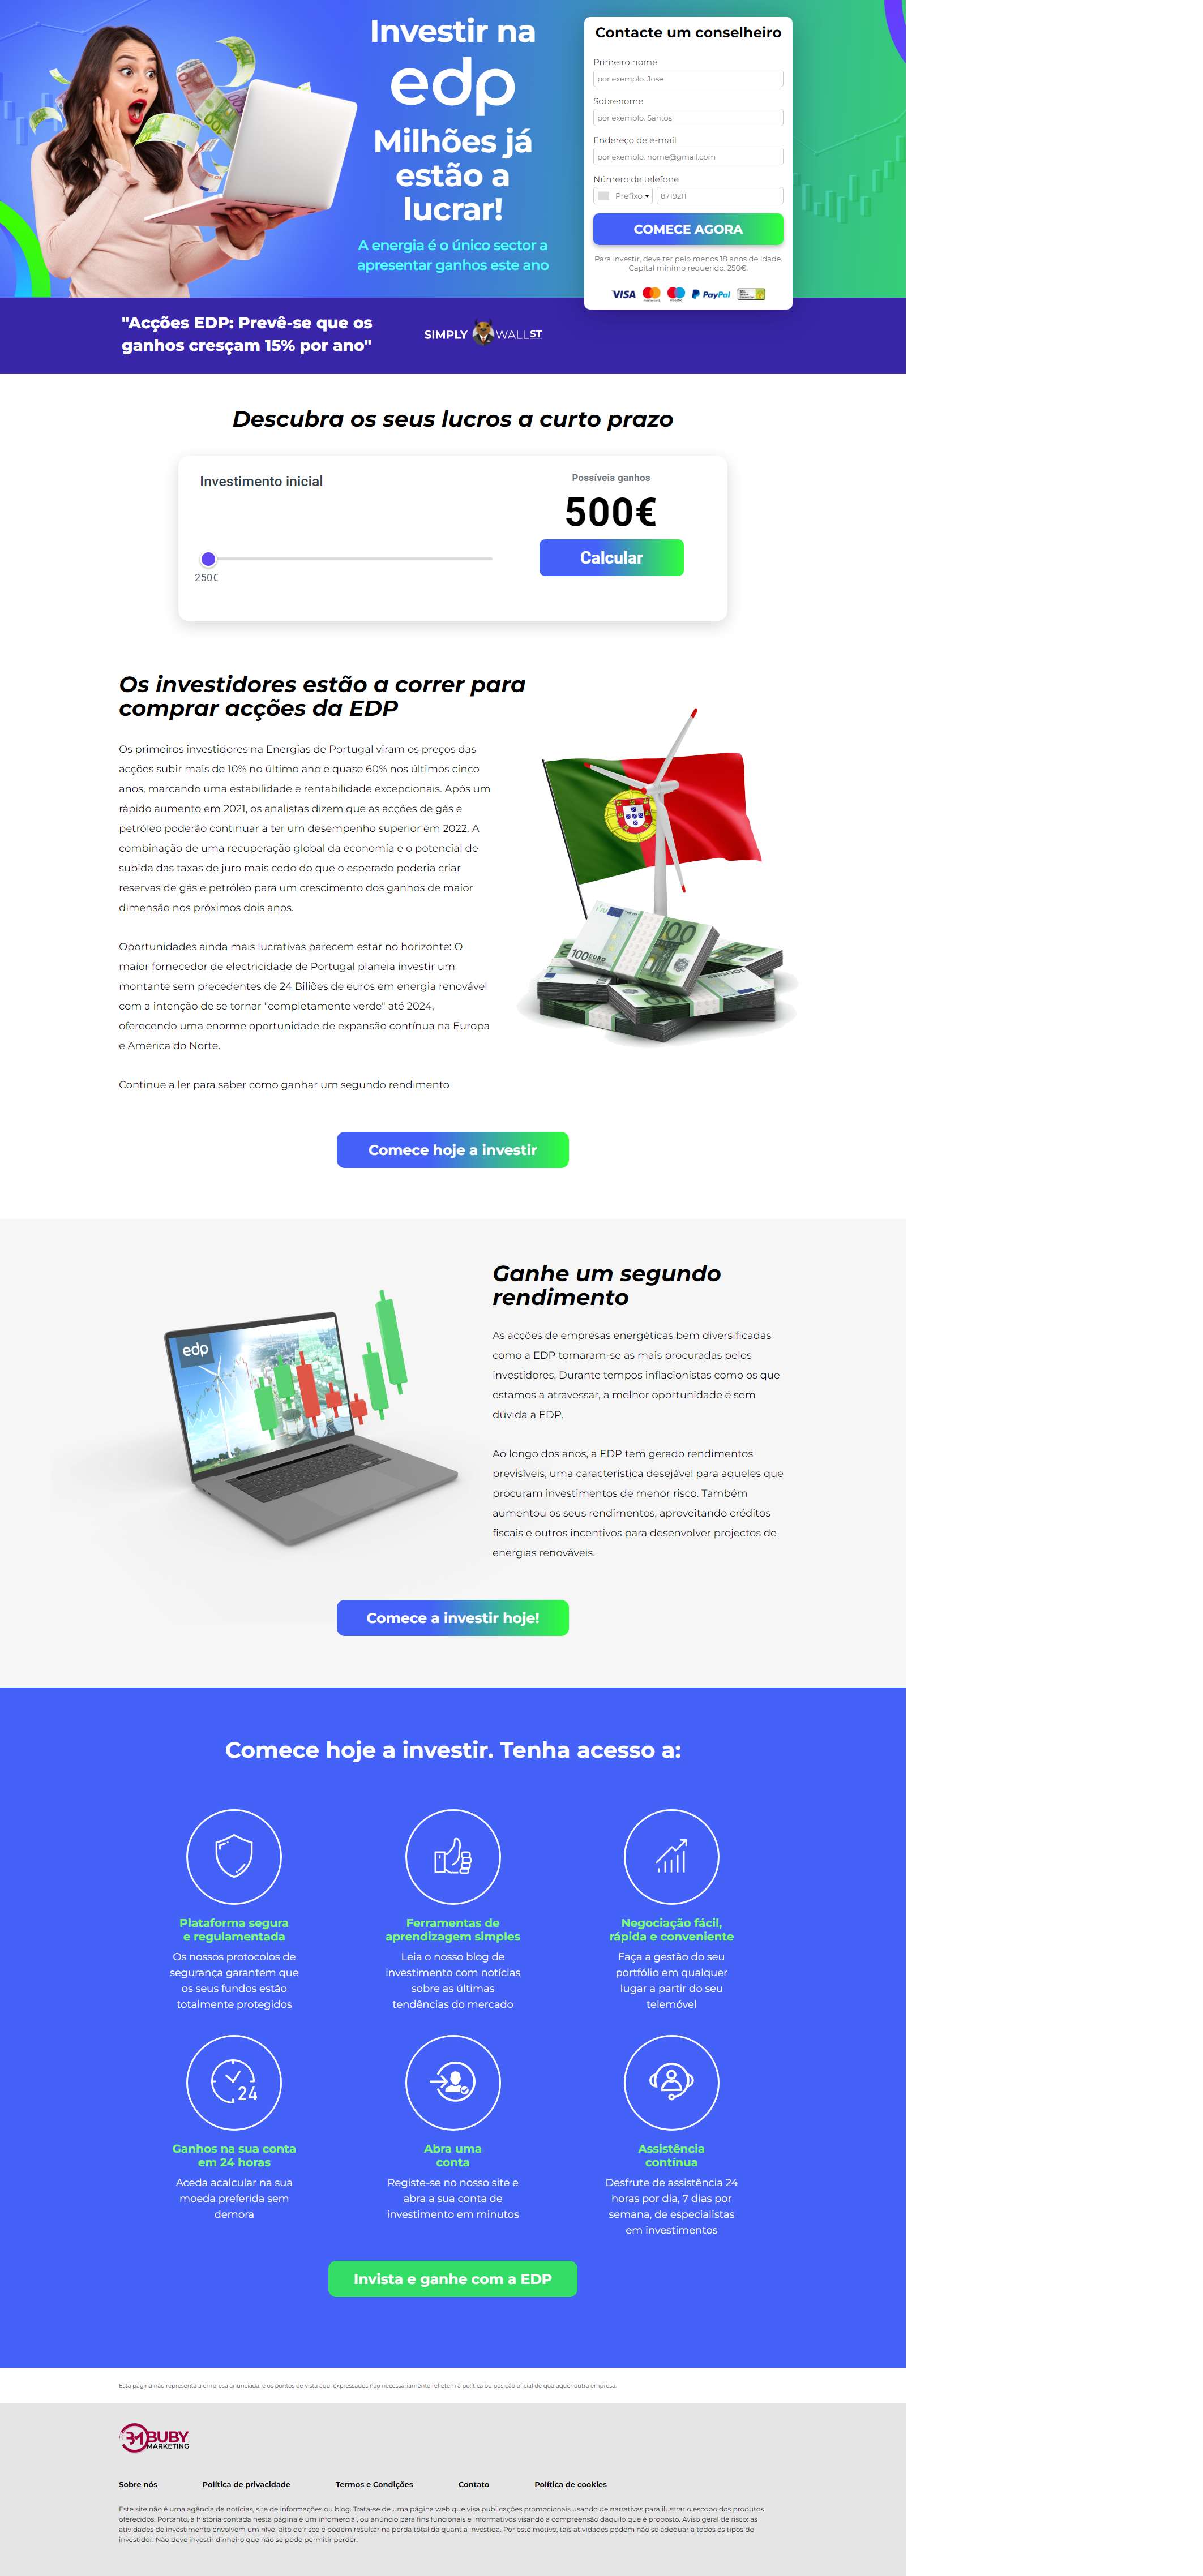 Investir na
edp
Milhões já
estão a
lucrar!
A energia é o único sector a
apresentar ganhos este ano
Contacte um conselheiro
Primeiro nome
por exemplo. Jose
Sobrenome
por exemplo. Santos
Endereço de e-mail
por exemplo. nome@gmail.com
Número de telefone
Prefixo
8719211
COMECE AGORA
Para investir, deve ter pelo menos 18 anos de idade.
Capital mínimo requerido: 250€.
VISA PayPal
"Acções EDP: Prevê-se que os
ganhos cresçam 15% por ano"
SIMPLY WALLST
Descubra os seus lucros a curto prazo
Investimento inicial
250€
Possíveis ganhos
500€
Calcular
Os investidores estão a correr para
comprar acções da EDP
Os primeiros investidores na Energias de Portugal viram os preços das
acções subir mais de 10% no último ano e quase 60% nos últimos cinco
anos, marcando uma estabilidade e rentabilidade excepcionais. Após um
rápido aumento em 2021, os analistas dizem que as acções de gás e
petróleo poderão continuar a ter um desempenho superior em 2022. A
combinação de uma recuperação global da economia e o potencial de
subida das taxas de juro mais cedo do que o esperado poderia criar
reservas de gás e petróleo para um crescimento dos ganhos de maior
dimensão nos próximos dois anos.
Oportunidades ainda mais lucrativas parecem estar no horizonte: O
maior fornecedor de electricidade de Portugal planeia investir um
montante sem precedentes de 24 Biliões de euros em energia renovável
com a intenção de se tornar "completamente verde" até 2024,
oferecendo uma enorme oportunidade de expansão contínua na Europa
e América do Norte.
Continue a ler para saber como ganhar um segundo rendimento
100
100 EURO
Comece hoje a investir
edp
Ganhe um segundo
rendimento
As acções de empresas energéticas bem diversificadas
como a EDP tornaram-se as mais procuradas pelos
investidores. Durante tempos inflacionistas como os que
estamos a atravessar, a melhor oportunidade é sem
dúvida a EDP.
Ao longo dos anos, a EDP tem gerado rendimentos
previsíveis, uma característica desejável para aqueles que
procuram investimentos de menor risco. Também
aumentou os seus rendimentos, aproveitando créditos
fiscais e outros incentivos para desenvolver projectos de
energias renováveis.
Comece a investir hoje!
Comece hoje a investir. Tenha acesso a:
Plataforma segura
e regulamentada
Os nossos protocolos de
segurança garantem que
os seus fundos estão
totalmente protegidos
Ferramentas de
aprendizagem simples
Leia o nosso blog de
investimento com notícias
sobre as últimas
tendências do mercado
Negociação fácil,
rápida e conveniente
Faça a gestão do seu
portfólio em qualquer
lugar a partir do seu
telemóvel
24
Ganhos na sua conta
em 24 horas
Aceda acalcular na sua
moeda preferida sem
demora
Abra uma
conta
Registe-se no nosso site e
abra a sua conta de
investimento em minutos
Assistência
contínua
Desfrute de assistência 24
horas por dia, 7 dias por
semana, de especialistas
em investimentos
Invista e ganhe com a EDP
Esta página não representa a empresa anunciada, e os pontos de vista aqui expressados não necessariamente refletem a política ou posição oficial de qualquer outra empresa.
BM BUBY
MARKETING
Sobre nós Política de privacidade Termos e Condições Contato Política de cookies
Este site não é uma agência de notícias, site de informações ou blog. Trata-se de uma página web que visa publicações promocionais usando de narrativas para ilustrar o escopo dos produtos
oferecidos. Portanto, a história contada nesta página é um infomercial, ou anúncio para fins funcionais e informativos visando a compreensão daquilo que é proposto. Aviso geral de risco: as
atividades de investimento envolvem um nível alto de risco e podem resultar na perda total da quantia investida. Por este motivo, tais atividades podem não se adequar a todos os tipos de
investidor. Não deve investir dinheiro que não se pode permitir perder.